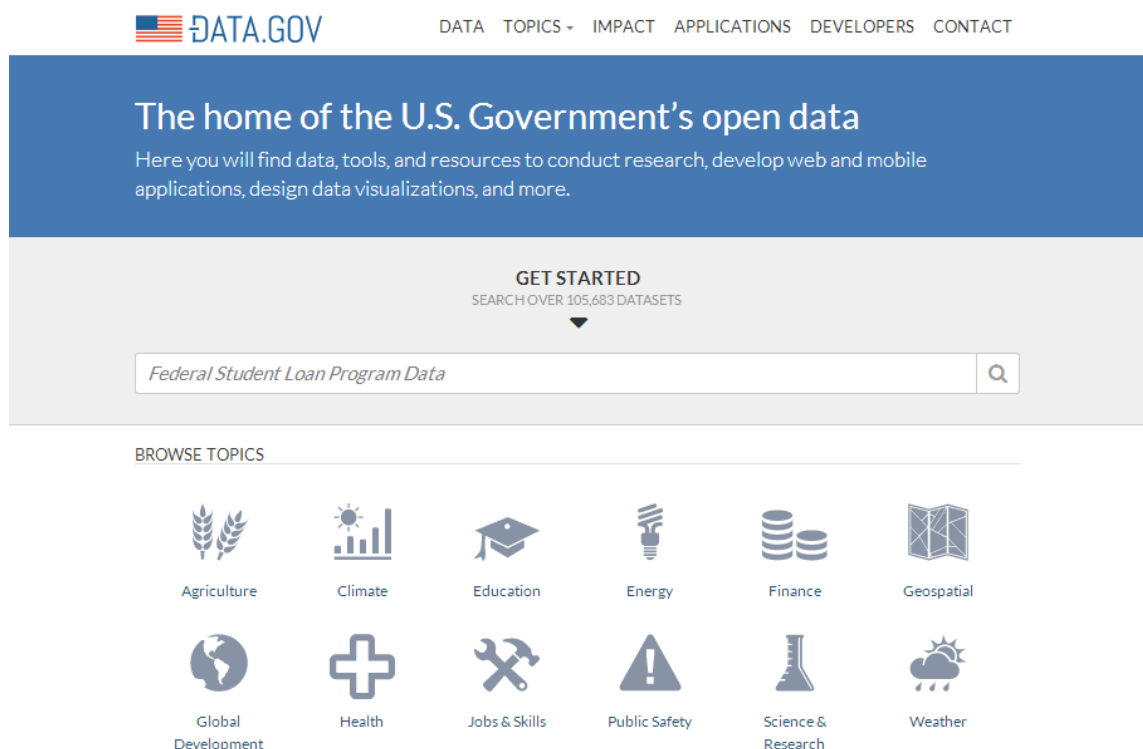 DATA.GOV
DATA TOPICS IMPACT APPLICATIONS DEVELOPERS CONTACT
The home of the U.S. Government’s open data
Here you will find data, tools, and resources to conduct research, develop web and mobile
applications, design data visualizations, and more.
GET STARTED
SEARCH OVER 105,683 DATASETS
Federal Student Loan Program Data
BROWSE TOPICS
Agriculture Climate Education Energy Finance Geospatial
Global Health Jobs & Skills Public Safety Science & Weather
Development Research